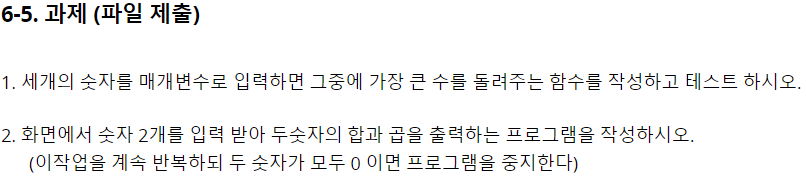 6-5. 과제 (파일 제출)
1. 세개의 숫자를 매개변수로 입력하면 그중에 가장 큰 수를 돌려주는 함수를 작성하고 테스트 하시오.
2. 화면에서 숫자 2개를 입력 받아 두숫자의 합과 곱을 출력하는 프로그램을 작성하시오.
(이작업을 계속 반복하되 두 숫자가 모두 0 이면 프로그램을 중지한다)